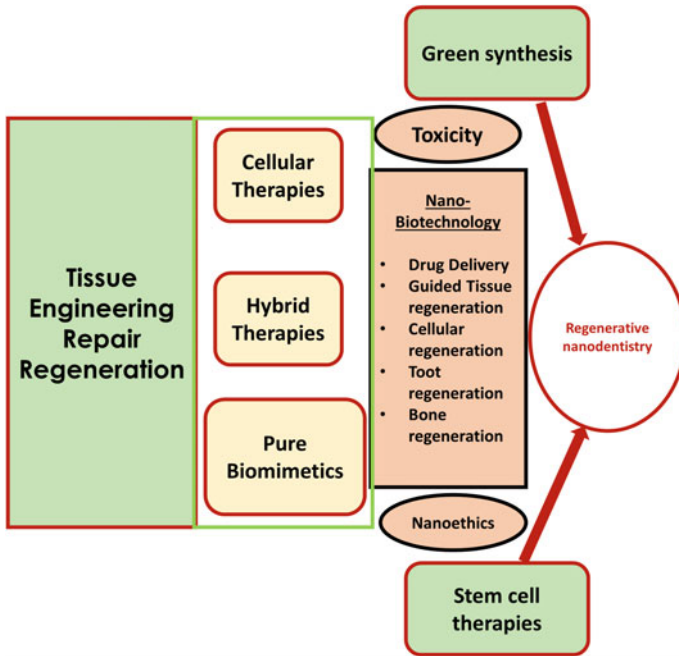 Green synthesis
Toxicity
Tissue
Engineering
Repair
Regeneration
Cellular
Therapies
Hybrid
Therapies
Pure
Biomimetics
Nano-
Biotechnology
• Drug Delivery
• Guided Tissue
regeneration
• Cellular
regeneration
• Toot
regeneration
• Bone
regeneration
Nanoethics
Regenerative
nanodentistry
Stem cell
therapies